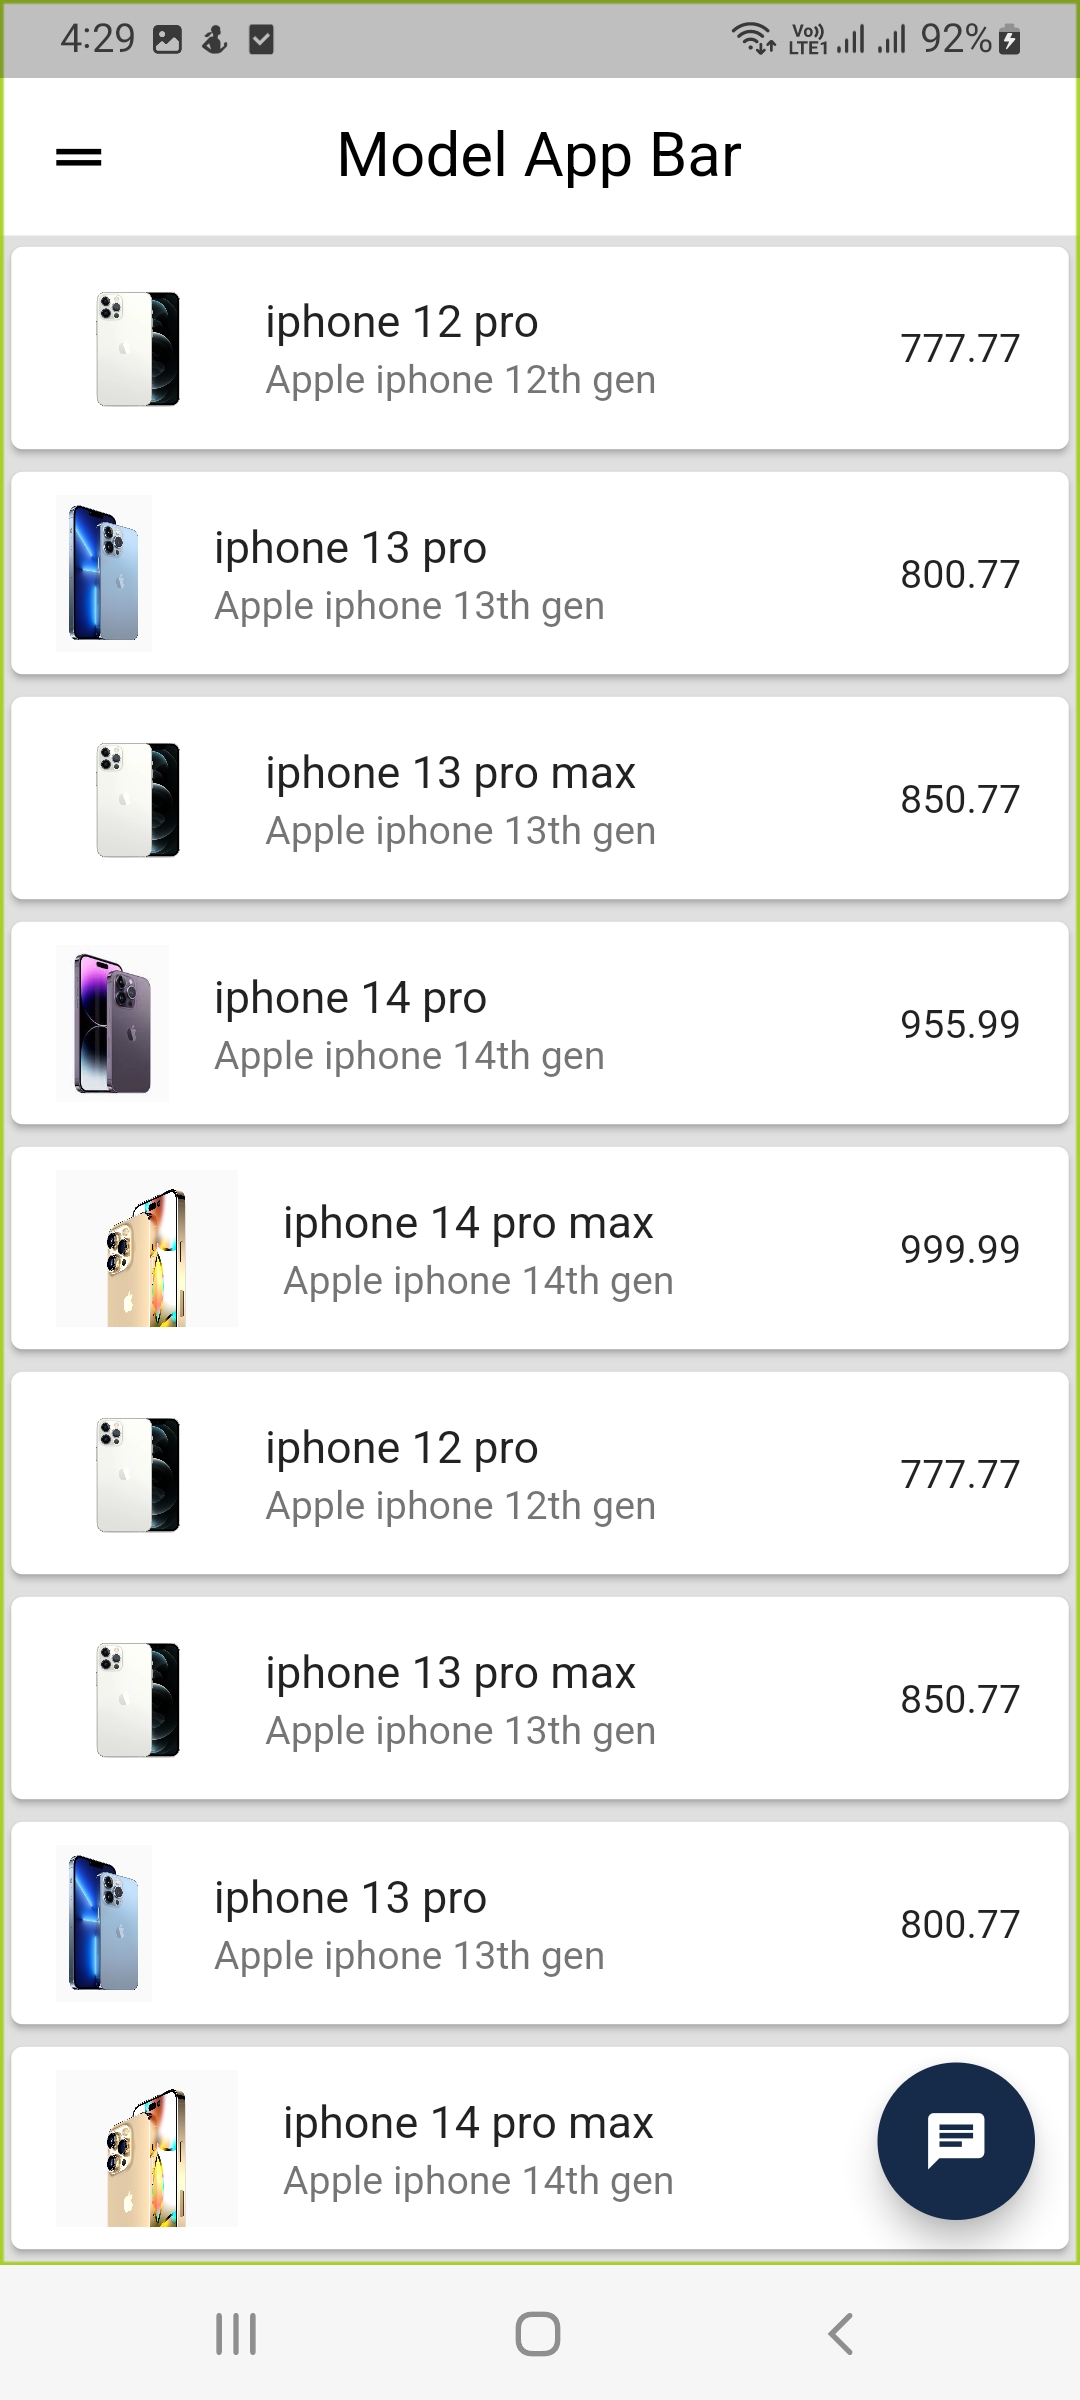 4:29 Vo)) LTE1 92%
Model App Bar
iphone 12 pro
Apple iphone 12th gen
777.77
iphone 13 pro
Apple iphone 13th gen
800.77
iphone 13 pro max
Apple iphone 13th gen
850.77
iphone 14 pro
Apple iphone 14th gen
955.99
iphone 14 pro max
Apple iphone 14th gen
999.99
iphone 12 pro
Apple iphone 12th gen
777.77
iphone 13 pro max
Apple iphone 13th gen
850.77
iphone 13 pro
Apple iphone 13th gen
800.77
iphone 14 pro max
Apple iphone 14th gen